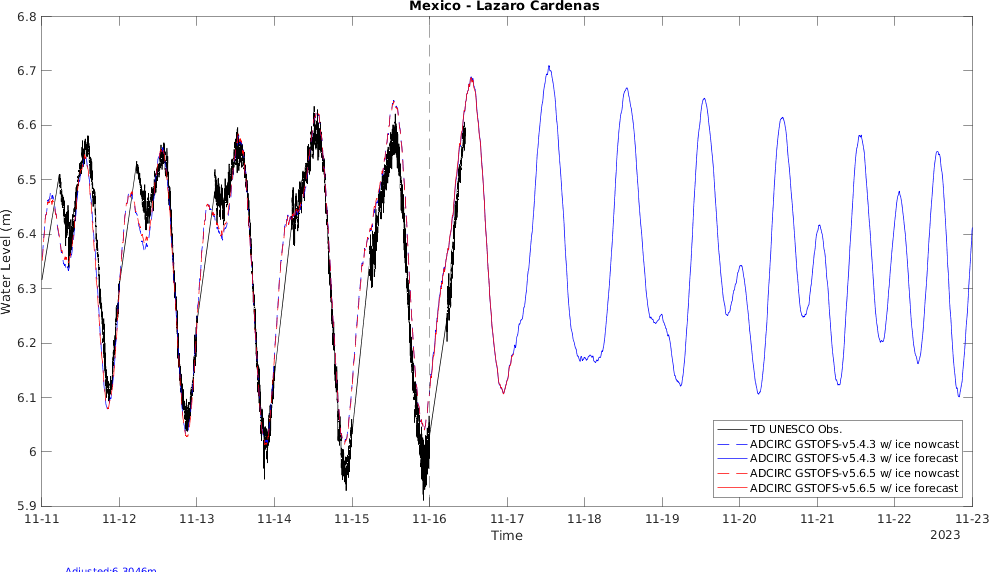 Mexico - Lazaro Cardenas
6.8
6.7
6.6
6.5
6.4
6.3
6.2
6.1
6
5.9
Water Level (m)
TD UNESCO Obs.
ADCIRC GSTOFS-v5.4.3 w/ ice nowcast
ADCIRC GSTOFS-v5.4.3 w/ ice forecast
ADCIRC GSTOFS-v5.6.5 w/ ice nowcast
ADCIRC GSTOFS-v5.6.5 w/ ice forecast
11-11 11-12 11-13 11-14 11-15 11-16 11-17 11-18 11-19 11-20 11-21 11-22 11-23
Time
2023
Adjusted:6.3046m